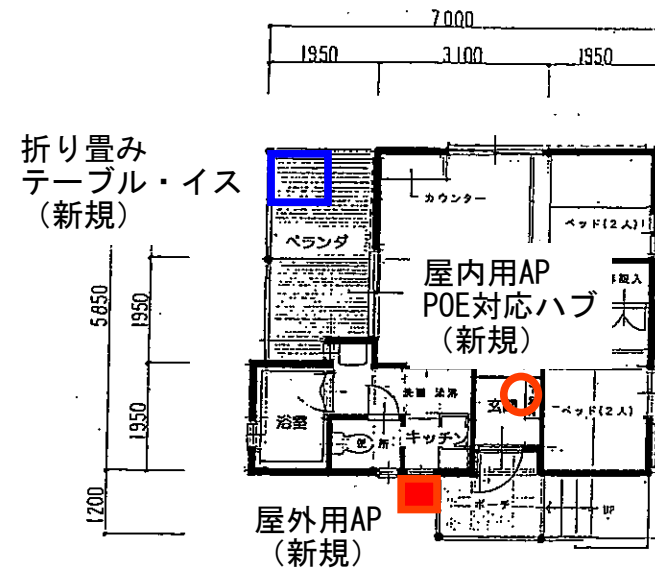 7000
1950
3100
1950
折り畳み
テーブル・イス
（新規）
カウンター
ベッド(2人)
ベランダ
屋内用AP
POE対応ハブ
（新規）
5850
1950
1950
1200
浴室
洗面
玄関
ベッド(2人)
便所
キッチン
ポーチ
UP
屋外用AP
（新規）